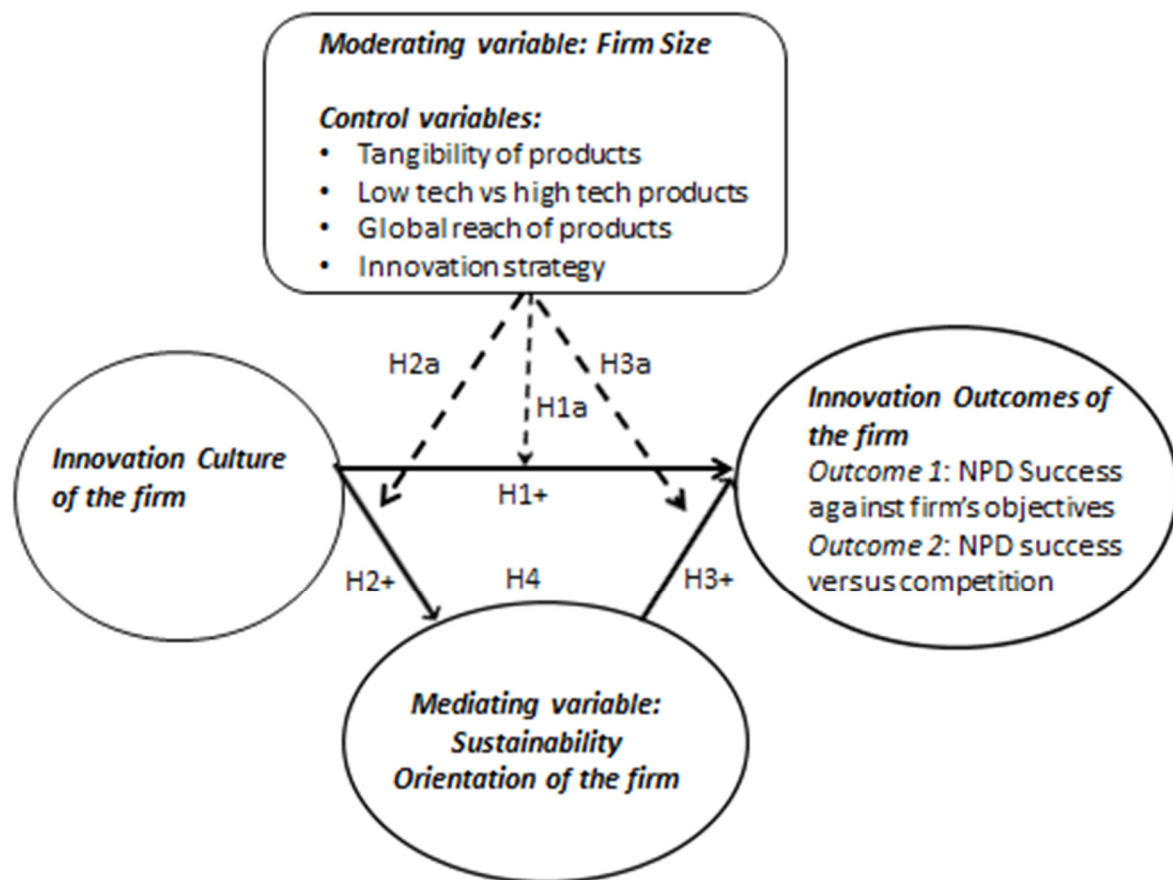 Moderating variable: Firm Size
Control variables:
• Tangibility of products
• Low tech vs high tech products
• Global reach of products
• Innovation strategy
H2a
H3a
H1a
Innovation Culture
of the firm
Innovation Outcomes of
the firm
Outcome 1: NPD Success
against firm's objectives
Outcome 2: NPD success
versus competition
H1+
H2+
H4
H3+
Mediating variable:
Sustainability
Orientation of the firm